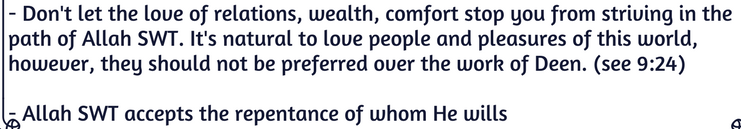 - Don't let the love of relations, wealth, comfort stop you from striving in the
path of Allah SWT. It's natural to love people and pleasures of this world,
however, they should not be preferred over the work of Deen. (see 9:24)
- Allah SWT accepts the repentance of whom He wills